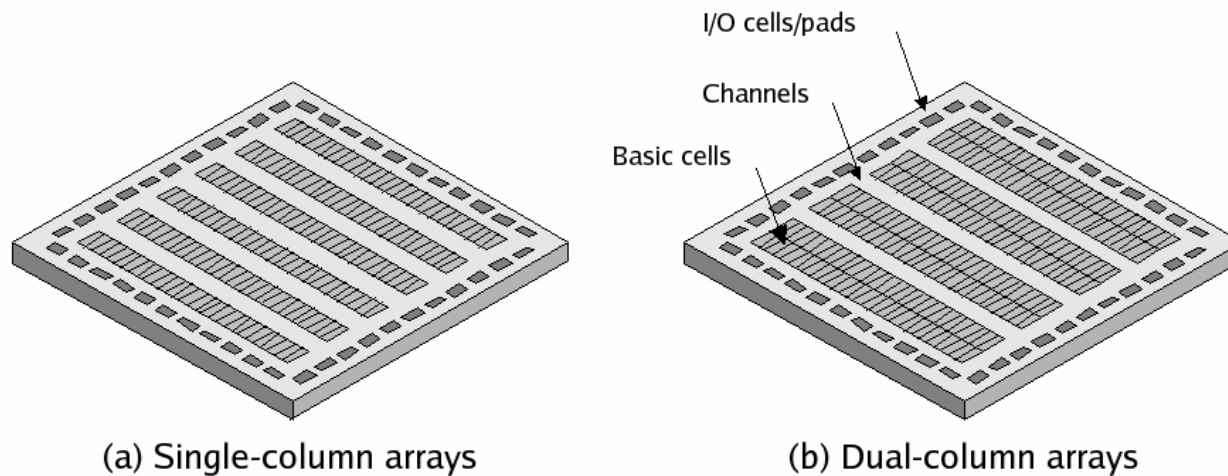 I/O cells/pads
Channels
Basic cells
(a) Single-column arrays
(b) Dual-column arrays